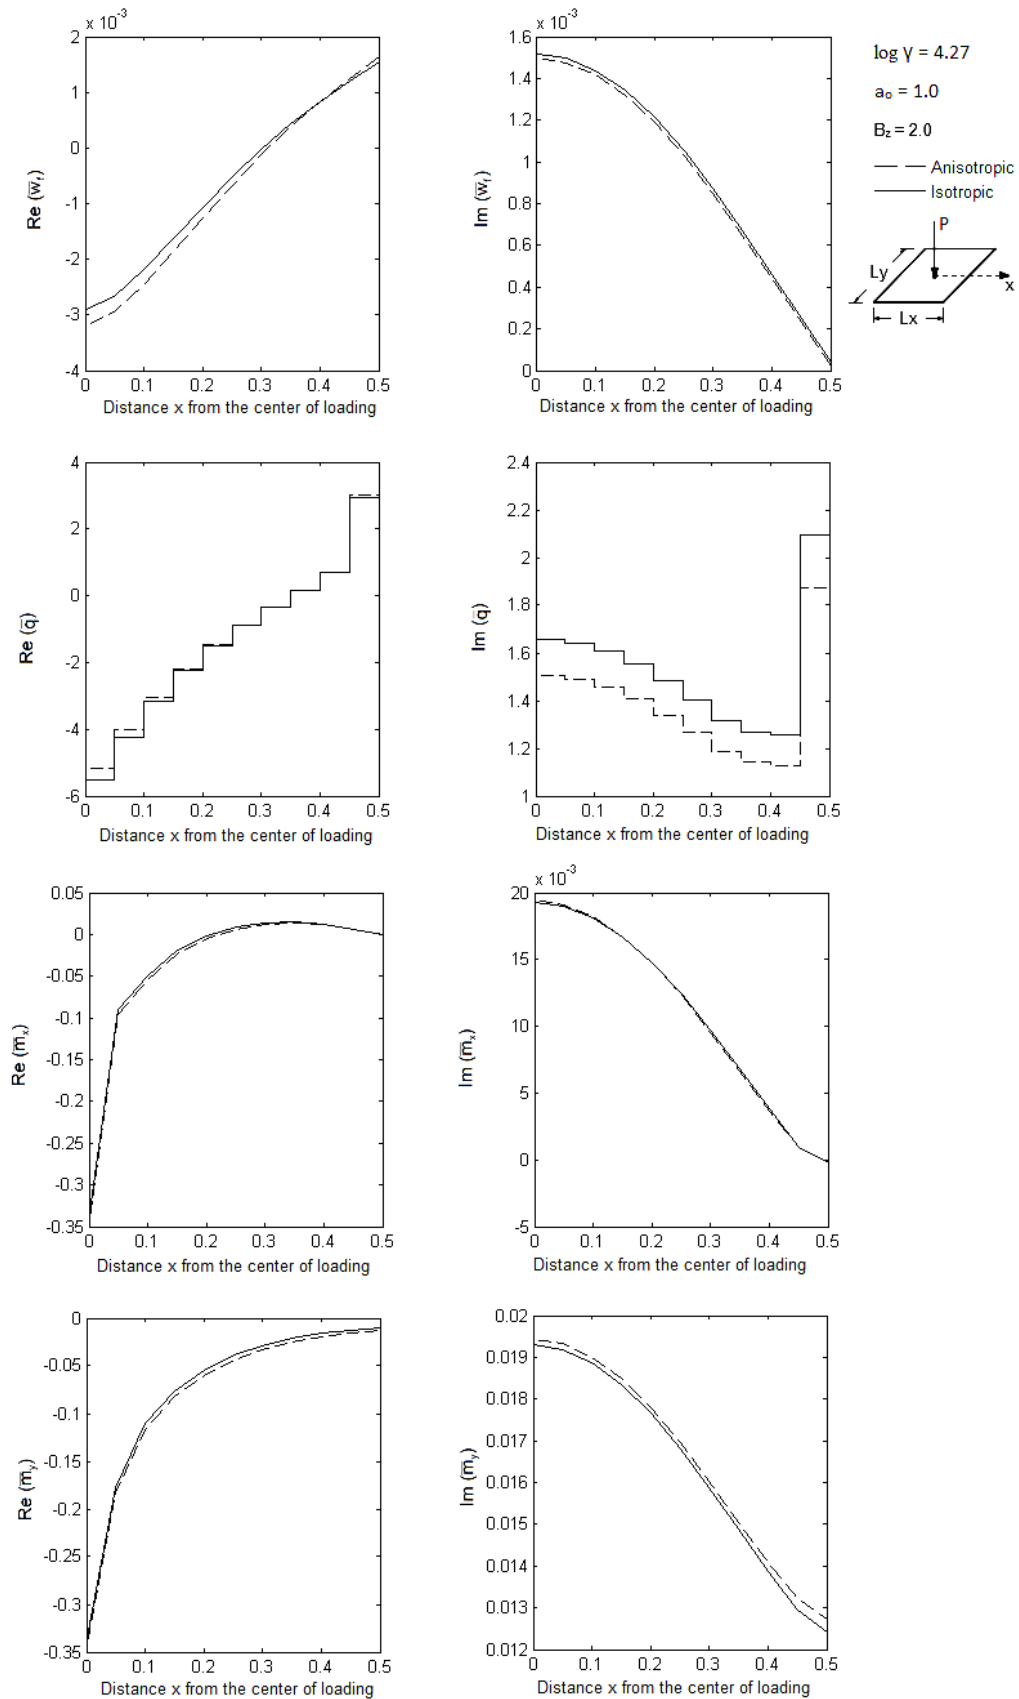 x 10⁻³
2
1
0
-1
-2
-3
-4
Re (w̅f)
0 0.1 0.2 0.3 0.4 0.5
Distance x from the center of loading
x 10⁻³
1.6
1.4
1.2
1
0.8
0.6
0.4
0.2
0
Im (w̅f)
0 0.1 0.2 0.3 0.4 0.5
Distance x from the center of loading
log γ = 4.27
aₒ = 1.0
Bz = 2.0
Anisotropic
Isotropic
P
Ly
x
Lx
4
2
0
-2
-4
-6
Re (q̅)
0 0.1 0.2 0.3 0.4 0.5
Distance x from the center of loading
2.4
2.2
2
1.8
1.6
1.4
1.2
1
Im (q̅)
0 0.1 0.2 0.3 0.4 0.5
Distance x from the center of loading
0.05
0
-0.05
-0.1
-0.15
-0.2
-0.25
-0.3
-0.35
Re (m̅x)
0 0.1 0.2 0.3 0.4 0.5
Distance x from the center of loading
x 10⁻³
20
15
10
5
0
-5
Im (m̅x)
0 0.1 0.2 0.3 0.4 0.5
Distance x from the center of loading
0
-0.05
-0.1
-0.15
-0.2
-0.25
-0.3
-0.35
Re (m̅y)
0 0.1 0.2 0.3 0.4 0.5
Distance x from the center of loading
0.02
0.019
0.018
0.017
0.016
0.015
0.014
0.013
0.012
Im (m̅y)
0 0.1 0.2 0.3 0.4 0.5
Distance x from the center of loading